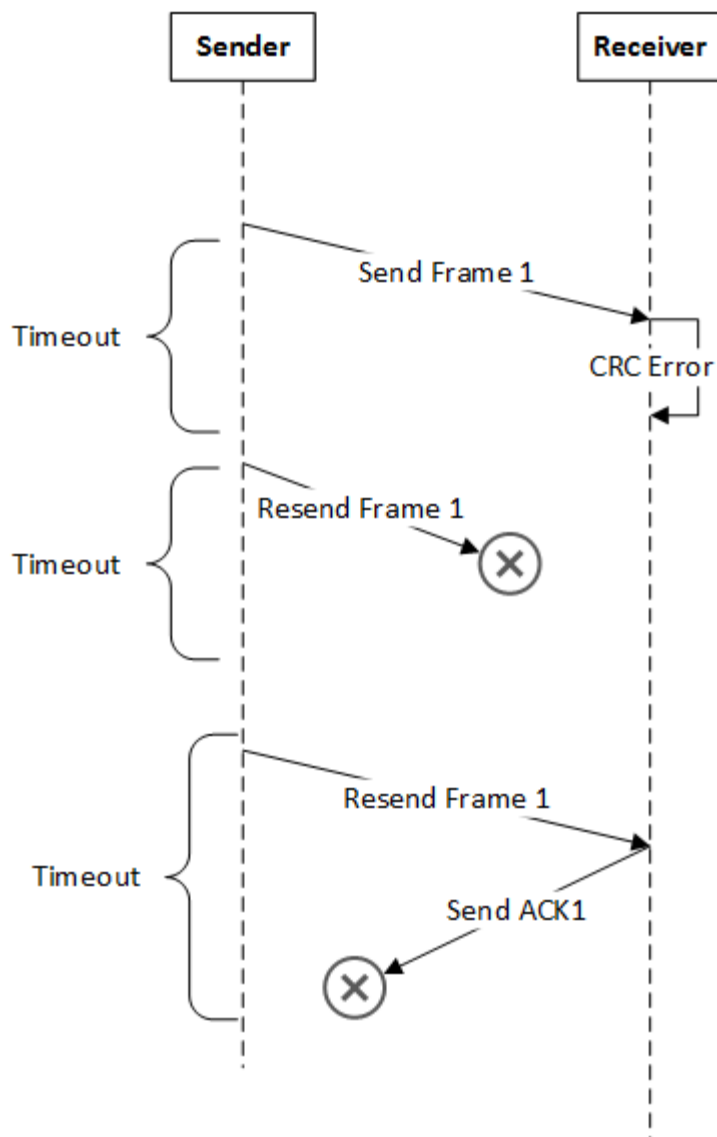 Sender
Receiver
Send Frame 1
Timeout
CRC Error
Resend Frame 1
Timeout
Resend Frame 1
Timeout
Send ACK1